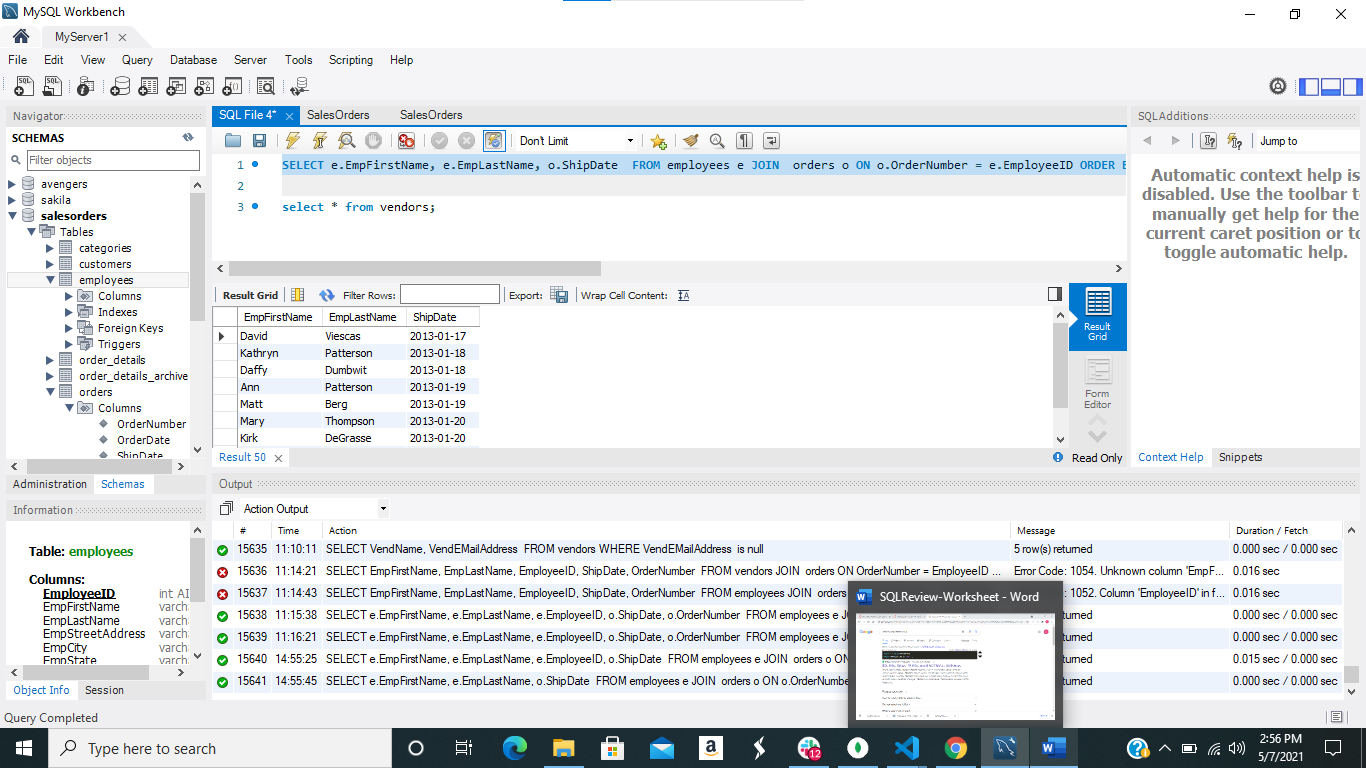 MySQL Workbench
MyServer1
File Edit View Query Database Server Tools Scripting Help
Navigator
SCHEMAS
Filter objects
avengers
sakila
salesorders
Tables
categories
customers
employees
Columns
Indexes
Foreign Keys
Triggers
order_details
order_details_archive
orders
Columns
OrderNumber
OrderDate
ShipDate
Administration Schemas
Information
Table: employees
Columns:
EmployeeID int AI
EmpFirstName varch
EmpLastName varch
EmpStreetAddress varch
EmpCity varch
EmpState varch
Object Info Session
Query Completed
SQL File 4* SalesOrders SalesOrders
Don't Limit
1 SELECT e.EmpFirstName, e.EmpLastName, o.ShipDate FROM employees e JOIN orders o ON o.OrderNumber = e.EmployeeID ORDER B
2
3 select * from vendors;
Result Grid Filter Rows: Export: Wrap Cell Content:
EmpFirstName EmpLastName ShipDate
David Viescas 2013-01-17
Kathryn Patterson 2013-01-18
Daffy Dumbwit 2013-01-18
Ann Patterson 2013-01-19
Matt Berg 2013-01-19
Mary Thompson 2013-01-20
Kirk DeGrasse 2013-01-20
Result Grid
Form Editor
Result 50
Read Only
SQLAdditions
Jump to
Automatic context help is
disabled. Use the toolbar to
manually get help for the
current caret position or to
toggle automatic help.
Context Help Snippets
Output
Action Output
# Time Action Message Duration / Fetch
15635 11:10:11 SELECT VendName, VendEMailAddress FROM vendors WHERE VendEMailAddress is null 5 row(s) returned 0.000 sec / 0.000 sec
15636 11:14:21 SELECT EmpFirstName, EmpLastName, EmployeeID, ShipDate, OrderNumber FROM vendors JOIN orders ON OrderNumber = EmployeeID ... Error Code: 1054. Unknown column 'EmpF... 0.016 sec
15637 11:14:43 SELECT EmpFirstName, EmpLastName, EmployeeID, ShipDate, OrderNumber FROM employees JOIN orders : 1052. Column 'EmployeeID' in f... 0.016 sec
15638 11:15:38 SELECT e.EmpFirstName, e.EmpLastName, e.EmployeeID, o.ShipDate, o.OrderNumber FROM employees e JO turned 0.000 sec / 0.000 sec
15639 11:16:21 SELECT e.EmpFirstName, e.EmpLastName, e.EmployeeID, o.ShipDate, o.OrderNumber FROM employees e JO turned 0.000 sec / 0.000 sec
15640 14:55:25 SELECT e.EmpFirstName, e.EmpLastName, e.EmployeeID, o.ShipDate FROM employees e JOIN orders o ON turned 0.015 sec / 0.000 sec
15641 14:55:45 SELECT e.EmpFirstName, e.EmpLastName, o.ShipDate FROM employees e JOIN orders o ON o.OrderNumbe turned 0.000 sec / 0.000 sec
SQLReview-Worksheet - Word
Type here to search
12
2:56 PM
5/7/2021